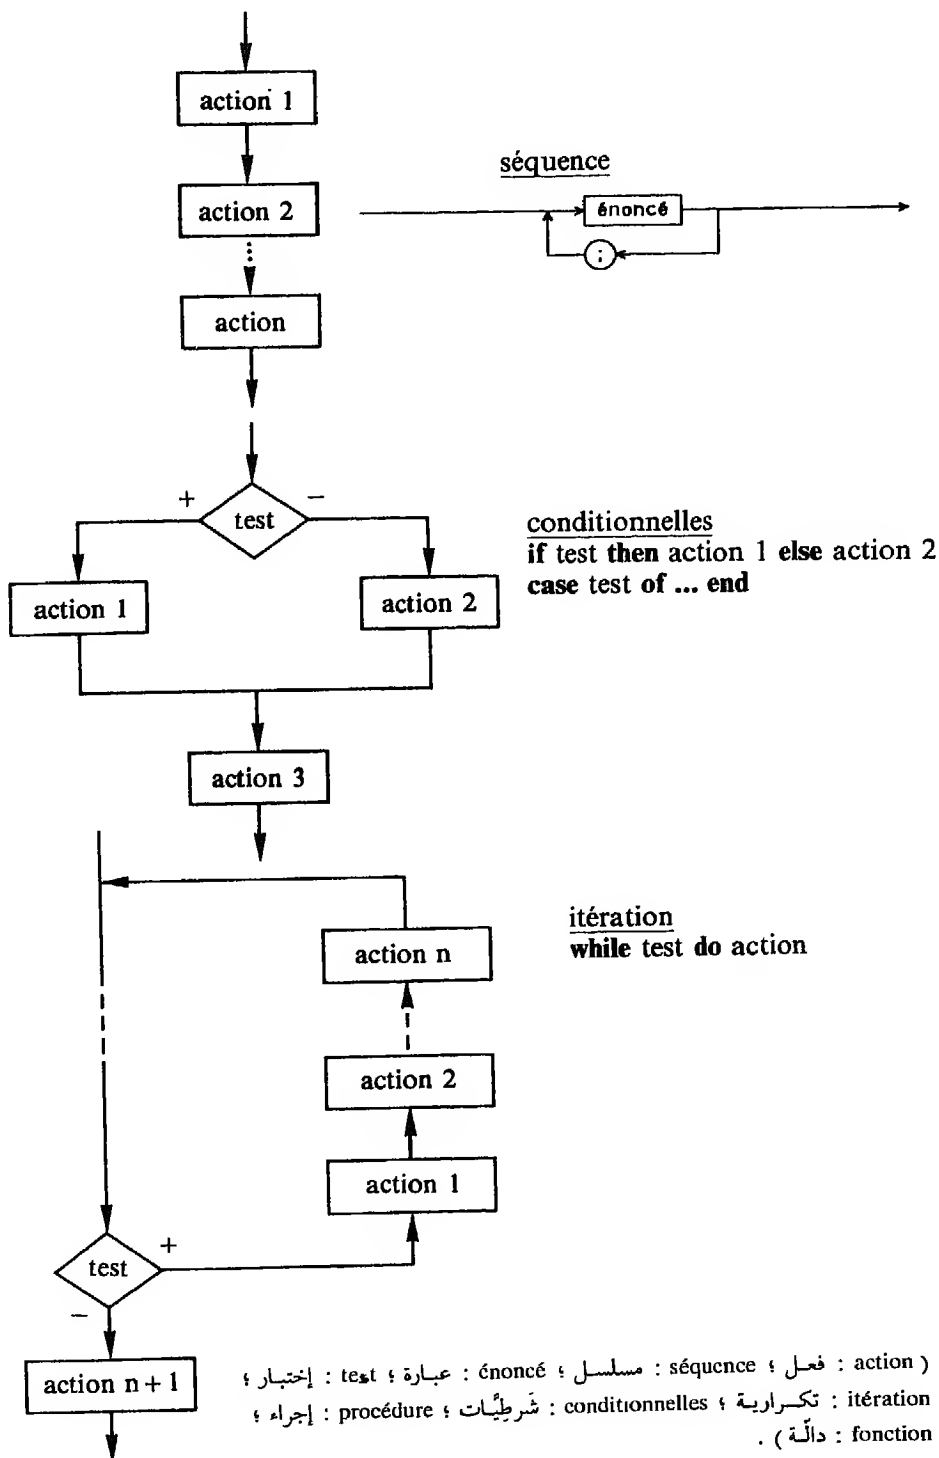 action 1
séquence
action 2
énoncé
;
action
+
−
test
conditionnelles
if test then action 1 else action 2
case test of ... end
action 1
action 2
action 3
itération
while test do action
action n
action 2
action 1
+
test
−
action n+1
( action : فعل ؛ séquence : مسلسل ؛ énoncé : عبارة ؛ test : إختبار ؛
itération : تكرارية ؛ conditionnelles : شَرطِيَّات ؛ procédure : إجراء ؛
fonction : دالّة ) .